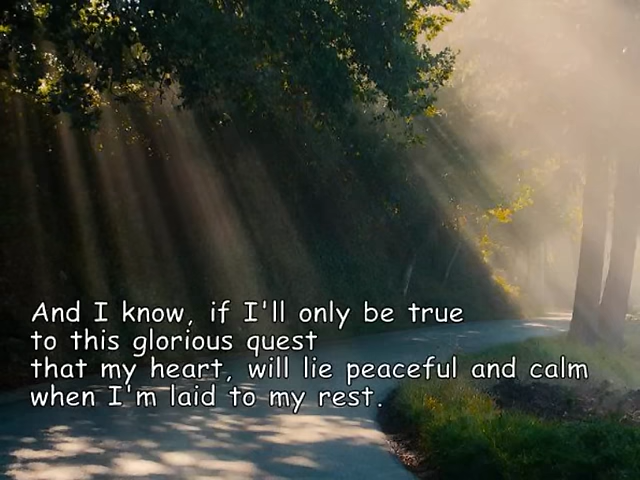 And I know, if I'll only be true
to this glorious quest
that my heart, will lie peaceful and calm
when I'm laid to my rest.